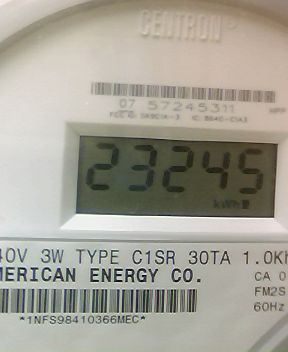 CENTRON
07 57245311
23245
kWh
40V 3W TYPE C1SR 30TA 1.0Kh
MERICAN ENERGY CO.
CA 0
FM2S
60Hz
*1NFS98410366MEC*